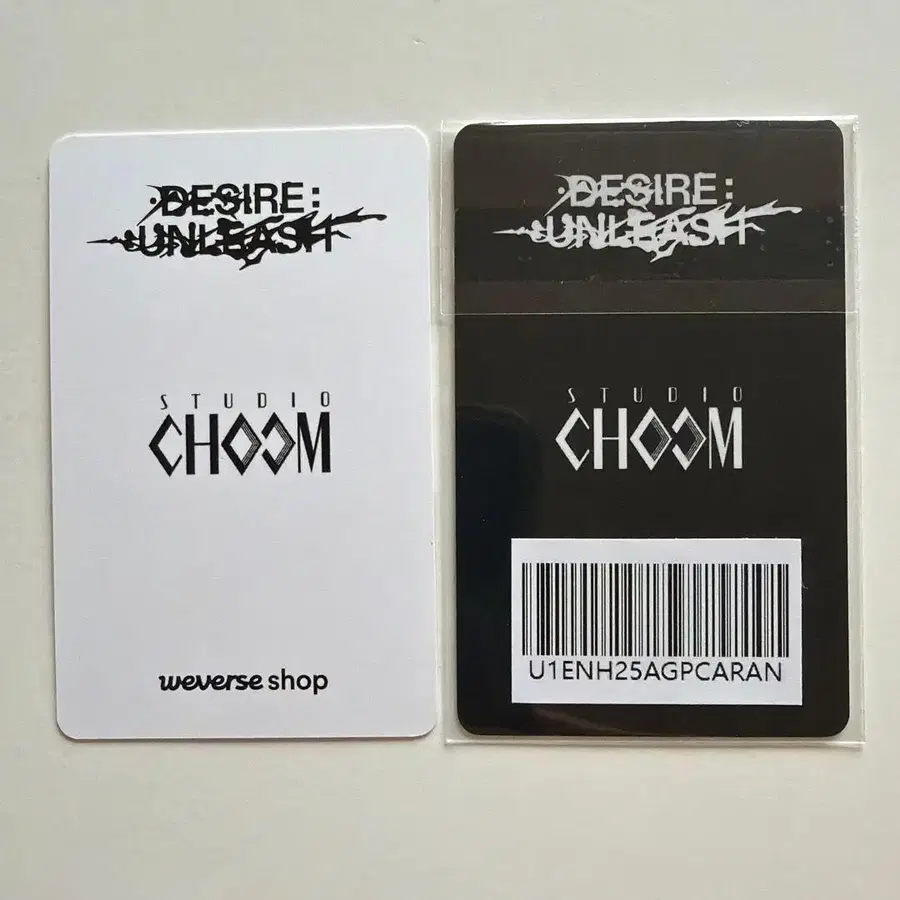 DESIRE:
UNLEASH
STUDIO
CHOOM
weverse shop
DESIRE:
UNLEASH
STUDIO
CHOOM
U1ENH25AGPCARAN